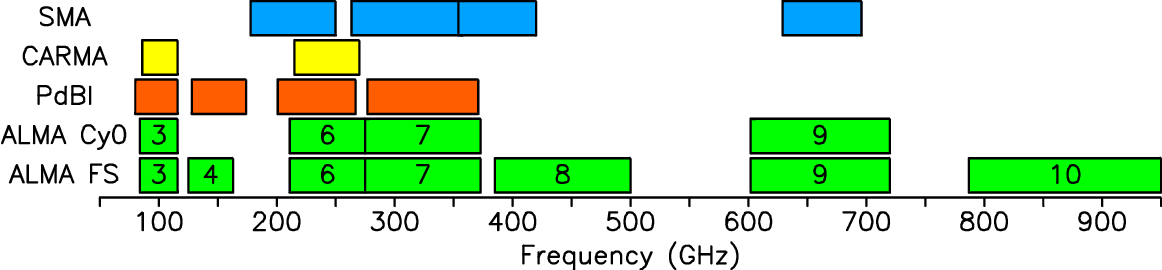 SMA
CARMA
PdBI
ALMA Cy0 3 6 7 9
ALMA FS 3 4 6 7 8 9 10
100 200 300 400 500 600 700 800 900
Frequency (GHz)